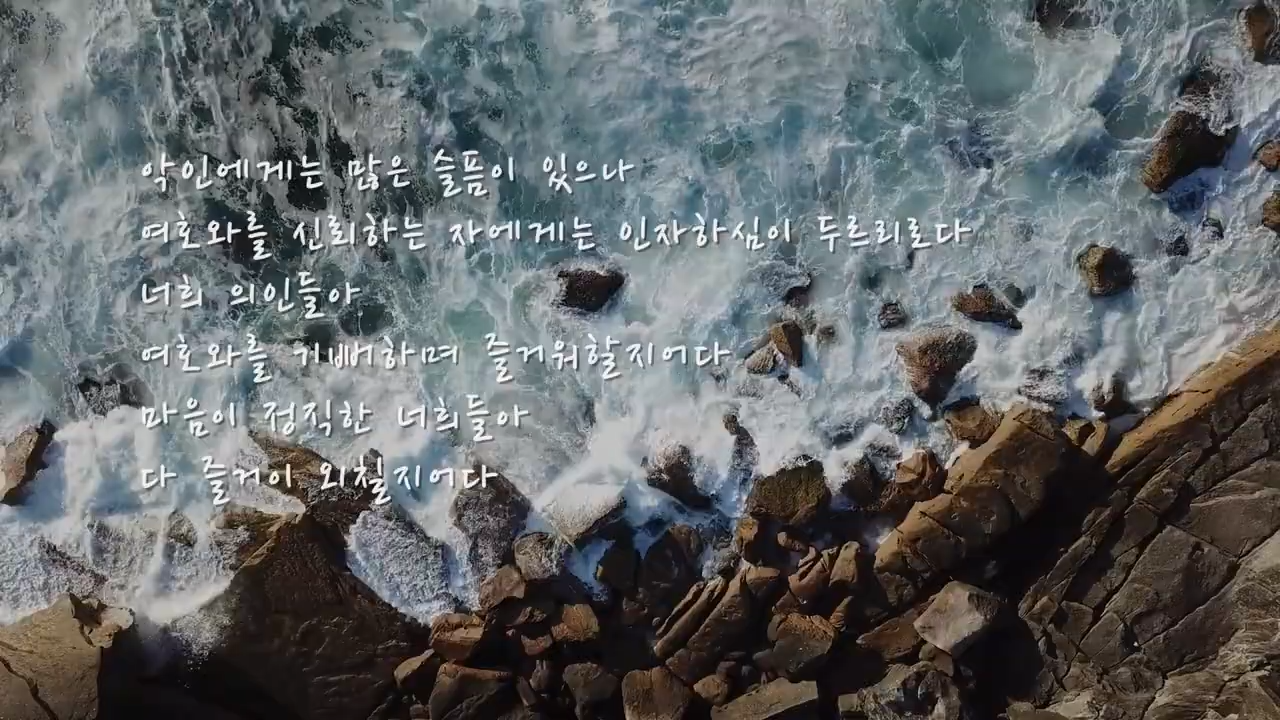 악인에게는 많은 슬픔이 있으나
여호와를 신뢰하는 자에게는 인자하심이 두르리로다
너희 의인들아
여호와를 기뻐하며 즐거워할지어다
마음이 정직한 너희들아
다 즐거이 외칠지어다